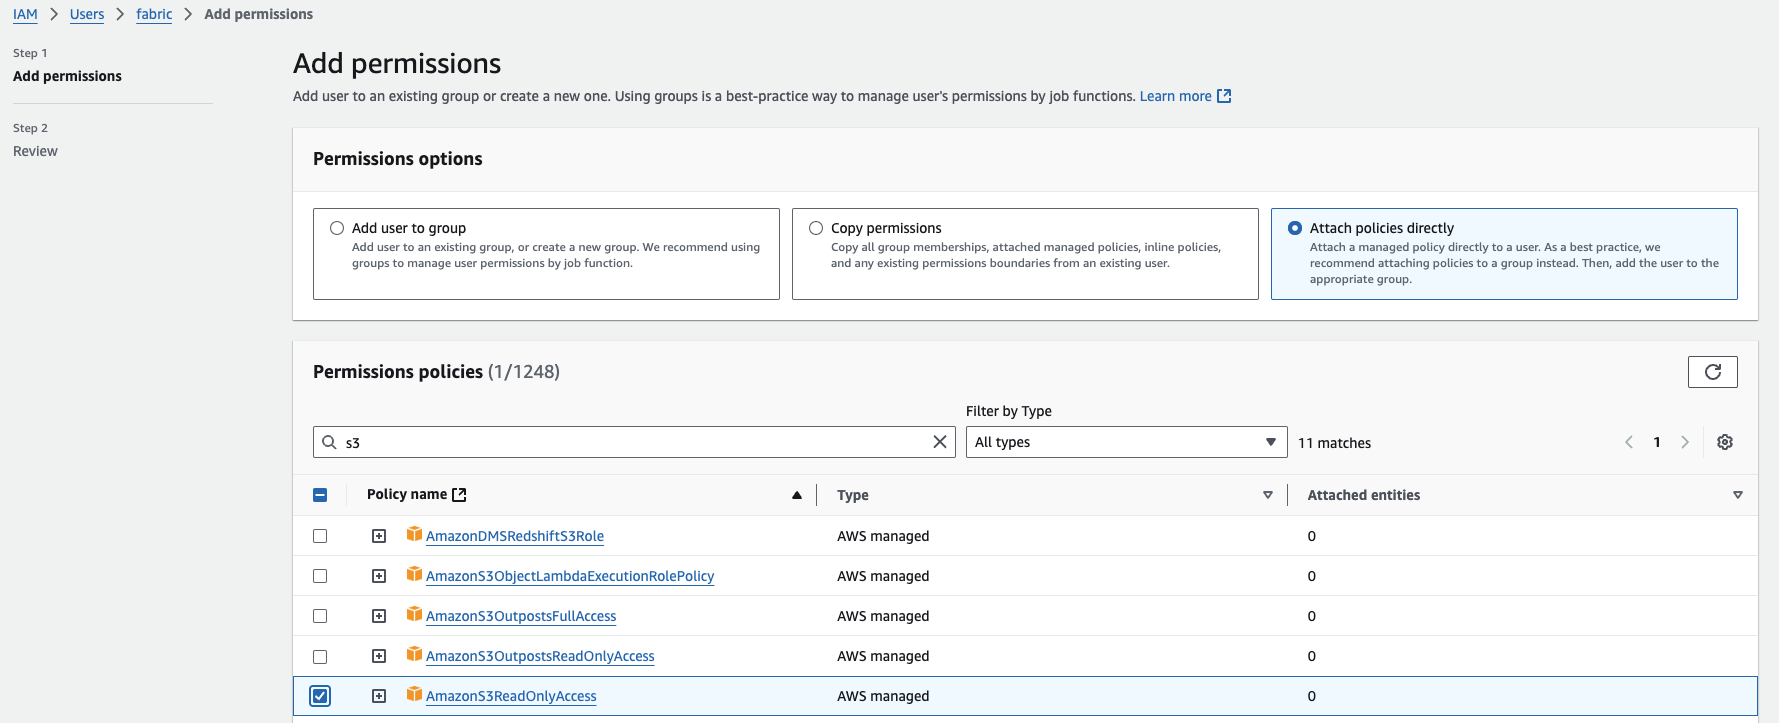 IAM > Users > fabric > Add permissions
Step 1
Add permissions
Step 2
Review
Add permissions
Add user to an existing group or create a new one. Using groups is a best-practice way to manage user's permissions by job functions. Learn more
Permissions options
Add user to group
Add user to an existing group, or create a new group. We recommend using
groups to manage user permissions by job function.
Copy permissions
Copy all group memberships, attached managed policies, inline policies,
and any existing permissions boundaries from an existing user.
Attach policies directly
Attach a managed policy directly to a user. As a best practice, we
recommend attaching policies to a group instead. Then, add the user to the
appropriate group.
Permissions policies (1/1248)
Filter by Type
s3
All types
11 matches
1
Policy name
Type
Attached entities
AmazonDMSRedshiftS3Role AWS managed 0
AmazonS3ObjectLambdaExecutionRolePolicy AWS managed 0
AmazonS3OutpostsFullAccess AWS managed 0
AmazonS3OutpostsReadOnlyAccess AWS managed 0
AmazonS3ReadOnlyAccess AWS managed 0